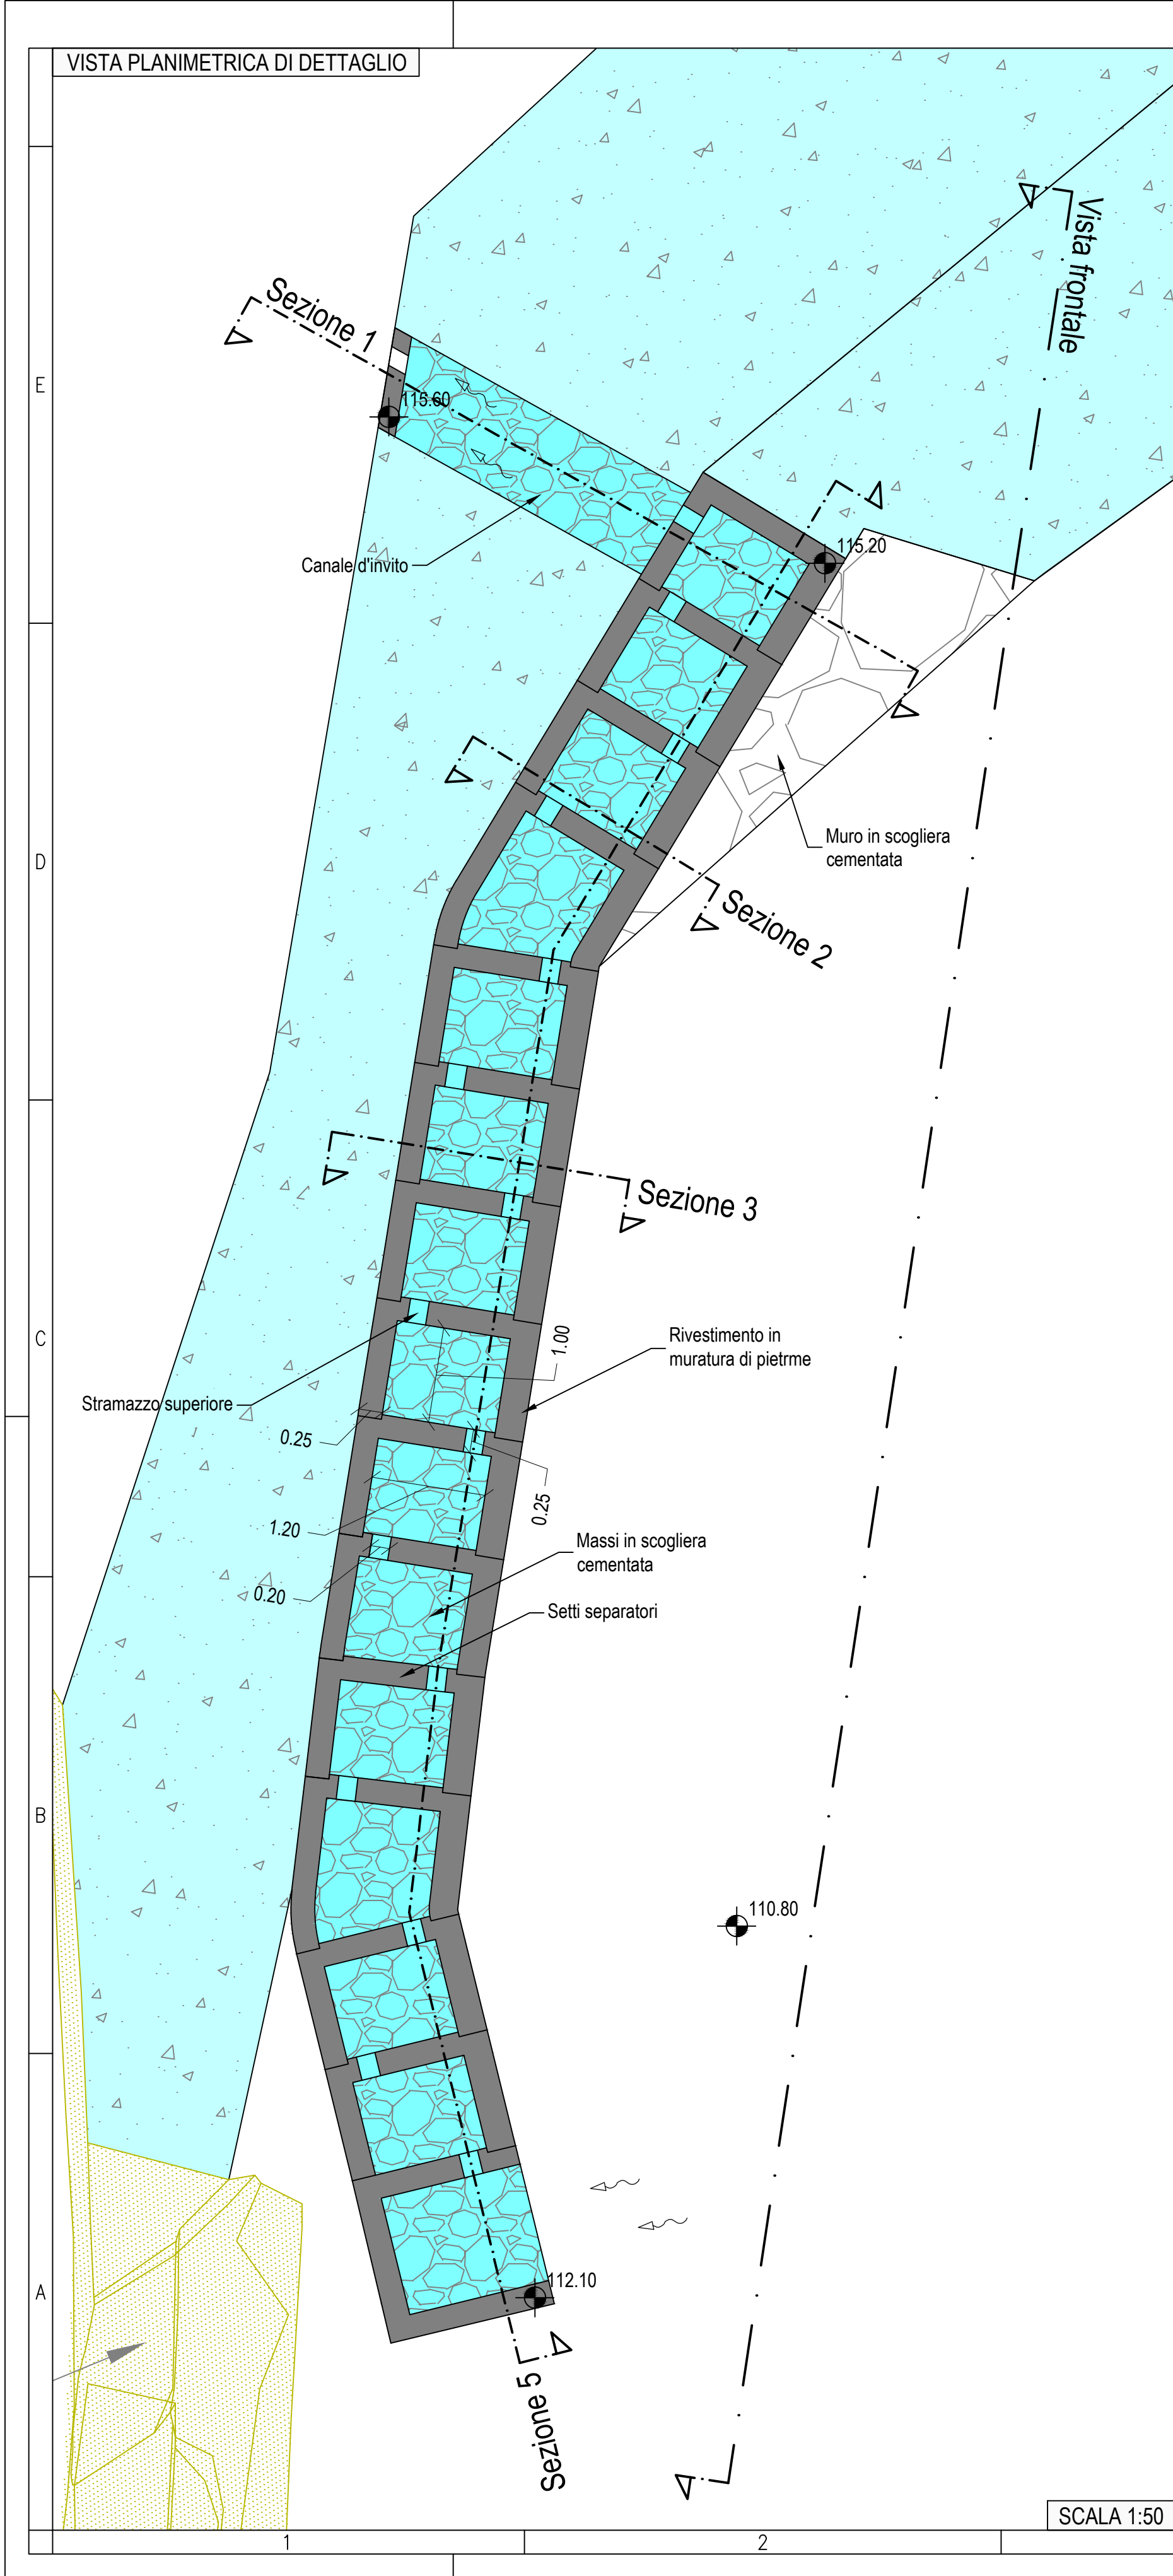 VISTA PLANIMETRICA DI DETTAGLIO
Vista frontale
Sezione 1
E
115.60
115.20
Canale d'invito
Muro in scogliera
cementata
D
Sezione 2
Sezione 3
C
1.00
Rivestimento in
muratura di pietrme
Stramazzo superiore
0.25
0.25
1.20
Massi in scogliera
cementata
0.20
Setti separatori
B
110.80
A
112.10
Sezione 5
SCALA 1:50
1
2